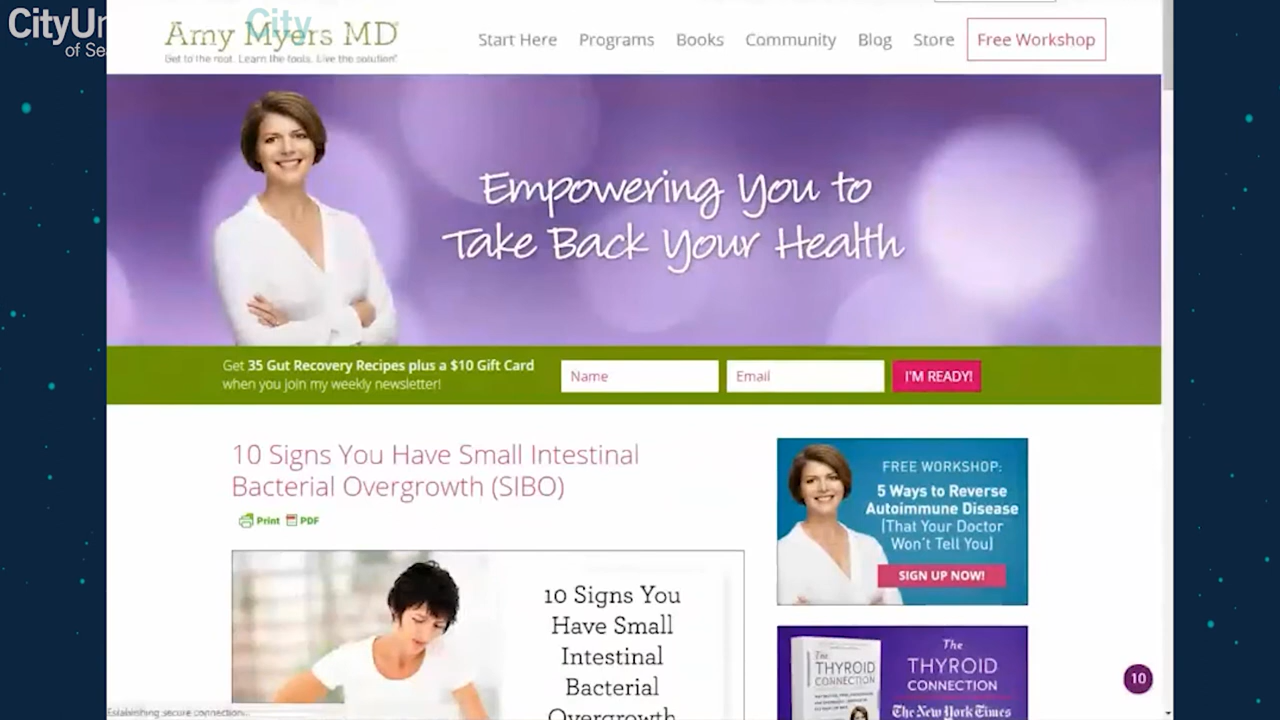 CityUn
of Se
City
Amy Myers MD
Get to the root. Learn the tools. Live the solution
Start Here Programs Books Community Blog Store Free Workshop
Empowering You to
Take Back Your Health
Get 35 Gut Recovery Recipes plus a $10 Gift Card
when you join my weekly newsletter!
Name Email I'M READY!
10 Signs You Have Small Intestinal
Bacterial Overgrowth (SIBO)
Print PDF
10 Signs You
Have Small
Intestinal
Bacterial
Overgrowth
FREE WORKSHOP:
5 Ways to Reverse
Autoimmune Disease
(That Your Doctor
Won't Tell You)
SIGN UP NOW!
The
THYROID
CONNECTION
The
THYROID
CONNECTION
The New York Times
10
Establishing secure connection...